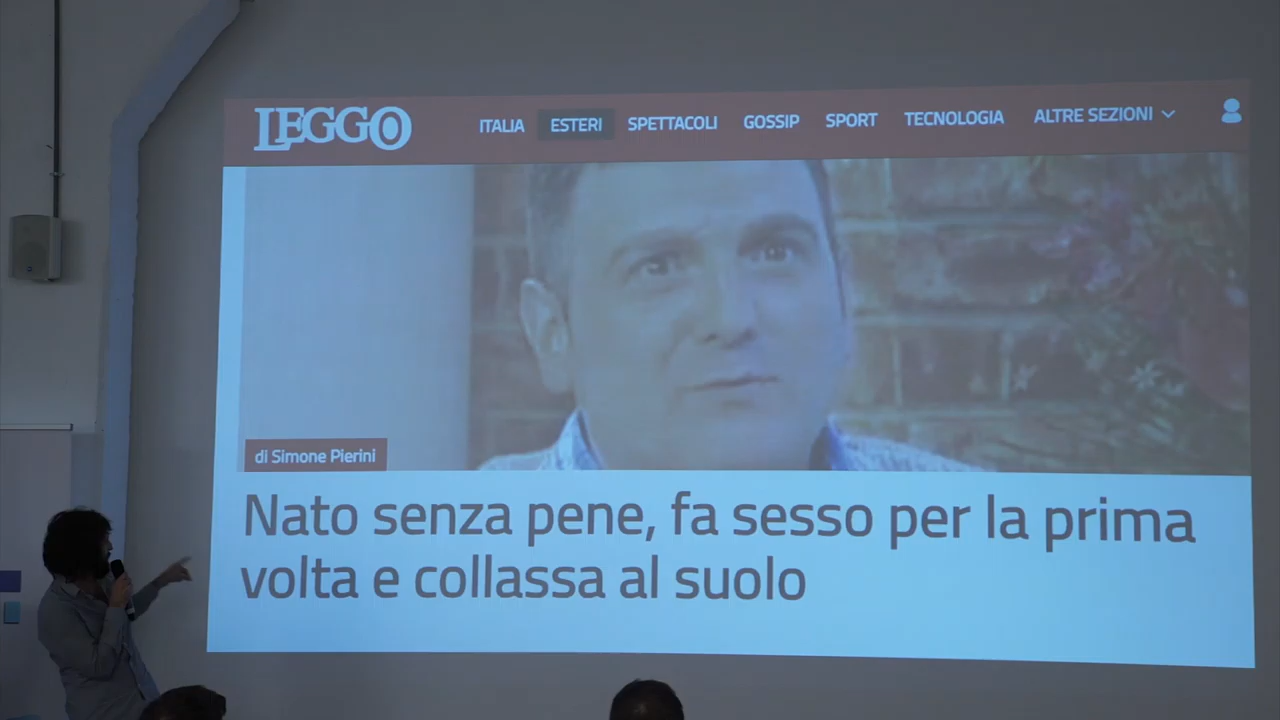 LEGGO
ITALIA ESTERI SPETTACOLI GOSSIP SPORT TECNOLOGIA ALTRE SEZIONI
di Simone Pierini
Nato senza pene, fa sesso per la prima
volta e collassa al suolo